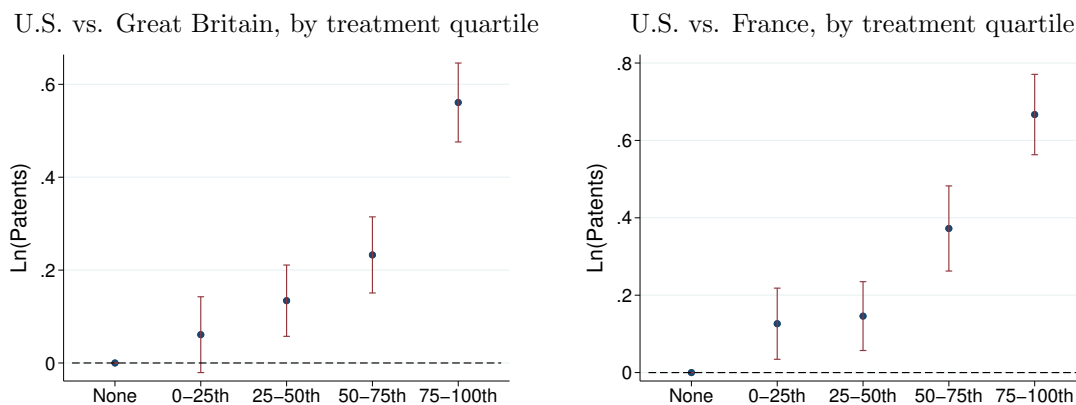 U.S. vs. Great Britain, by treatment quartile
Ln(Patents)
.6
.4
.2
0
None 0–25th 25–50th 50–75th 75–100th
U.S. vs. France, by treatment quartile
Ln(Patents)
.8
.6
.4
.2
0
None 0–25th 25–50th 50–75th 75–100th